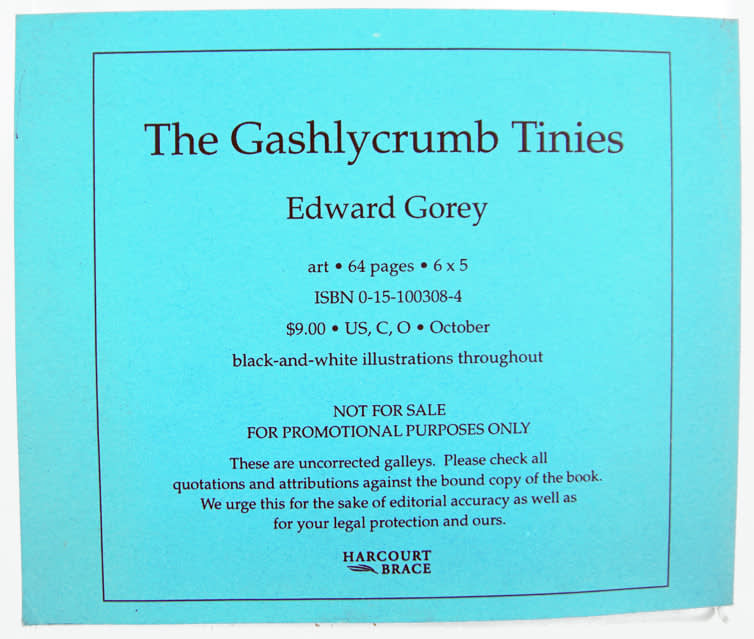 The Gashlycrumb Tinies
Edward Gorey
art • 64 pages • 6 x 5
ISBN 0-15-100308-4
$9.00 • US, C, O • October
black-and-white illustrations throughout
NOT FOR SALE
FOR PROMOTIONAL PURPOSES ONLY
These are uncorrected galleys. Please check all
quotations and attributions against the bound copy of the book.
We urge this for the sake of editorial accuracy as well as
for your legal protection and ours.
HARCOURT
BRACE